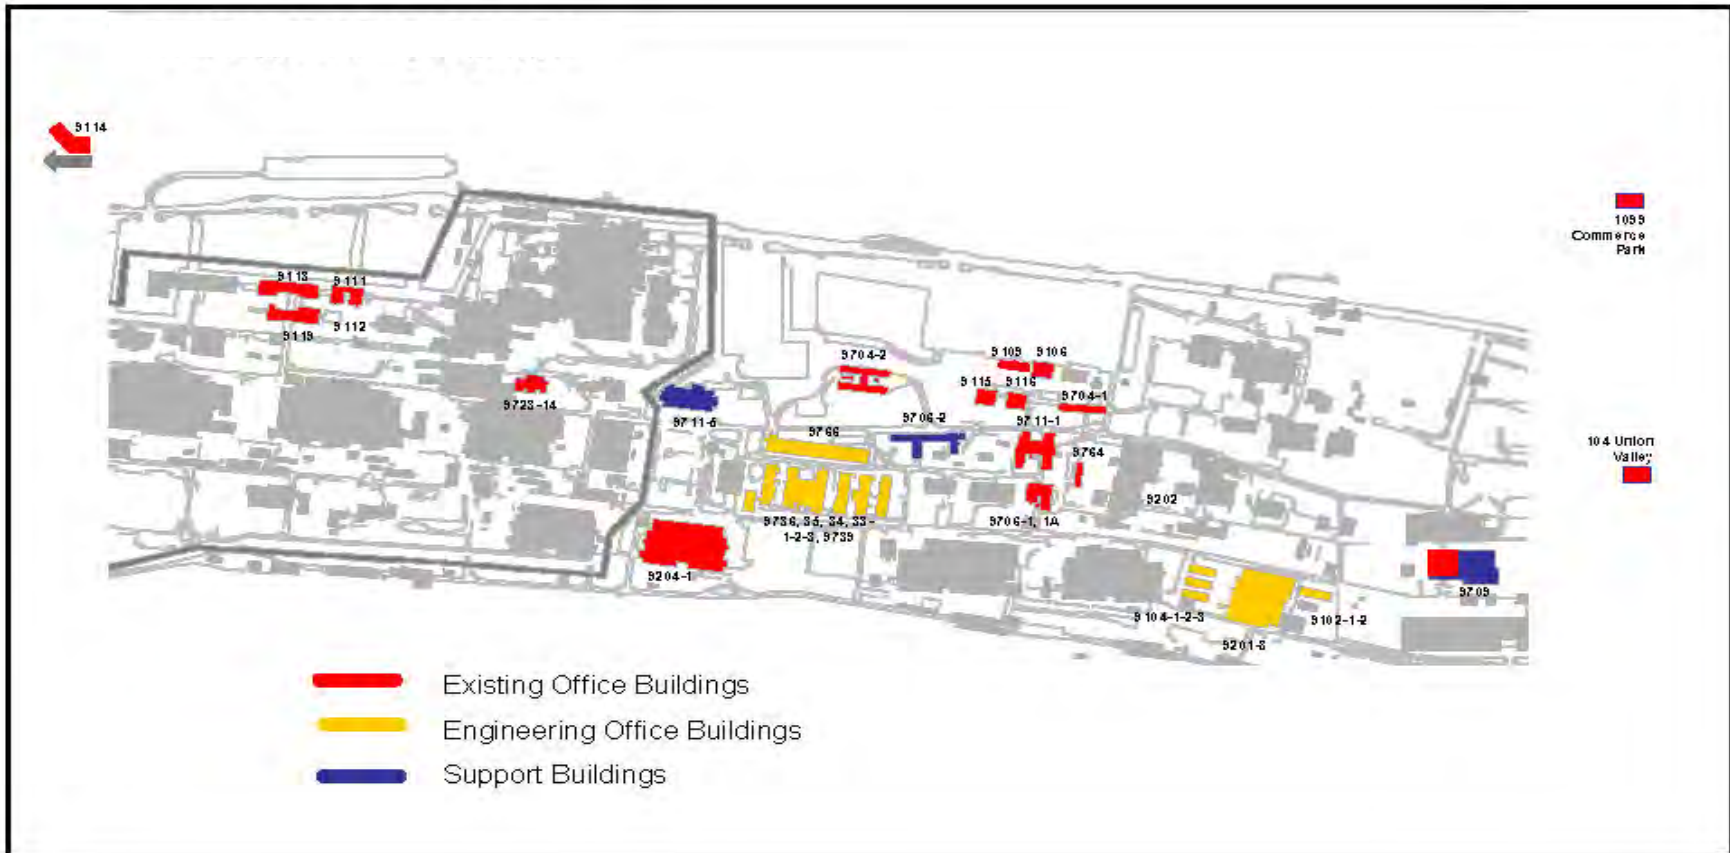 9114
1099
Commerce
Park
9113
9111
9119
9112
9704-2
9109
9106
9115
9116
9704-1
9723-14
9711-5
9706-2
9711-1
9766
9764
104 Union
Valley
9202
9736, 35, 34, 33-
1-2-3, 9739
9706-1, 1A
9204-1
9709
9104-1-2-3
9102-1-2
9201-3
Existing Office Buildings
Engineering Office Buildings
Support Buildings